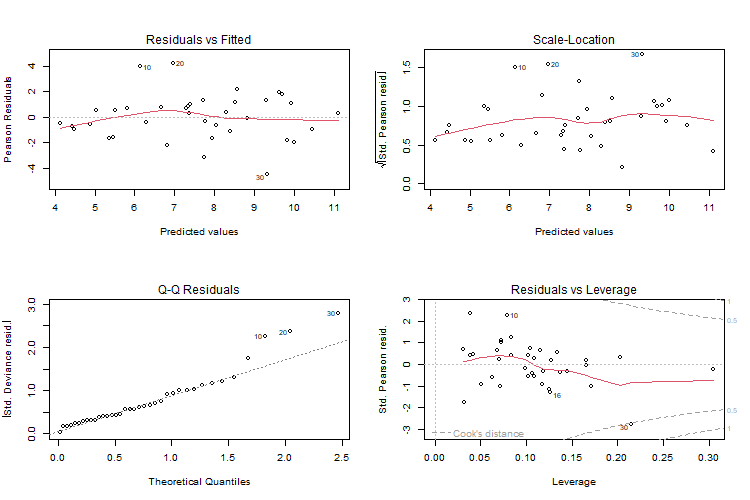 Residuals vs Fitted
Pearson Residuals
4
2
0
-2
-4
10
20
30
4 5 6 7 8 9 10 11
Predicted values
Scale-Location
√|Std. Pearson resid.|
1.5
1.0
0.5
0.0
10
20
30
4 5 6 7 8 9 10 11
Predicted values
Q-Q Residuals
|Std. Deviance resid.|
3.0
2.0
1.0
0.0
10
20
30
0.0 0.5 1.0 1.5 2.0 2.5
Theoretical Quantiles
Residuals vs Leverage
Std. Pearson resid.
3
2
1
0
-1
-2
-3
10
16
30
Cook's distance
1
0.5
0.5
1
0.00 0.05 0.10 0.15 0.20 0.25 0.30
Leverage